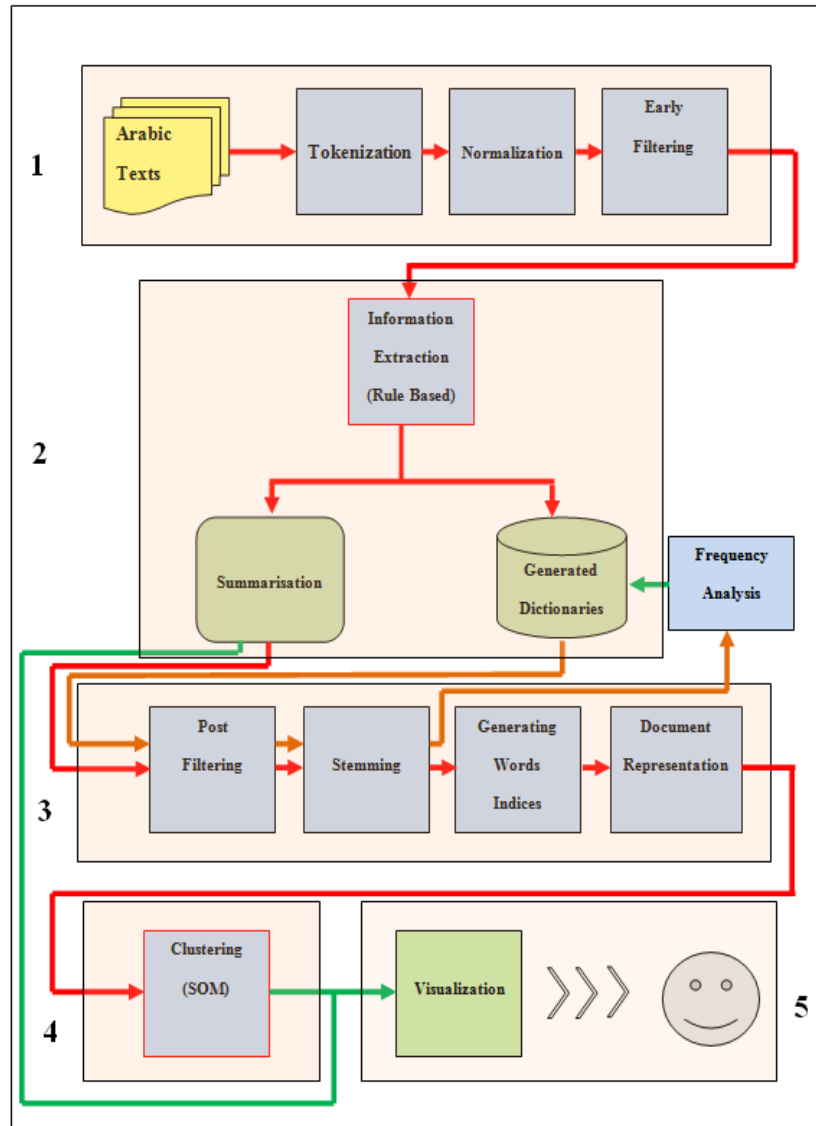 1
Arabic
Texts
Tokenization
Normalization
Early
Filtering
2
Information
Extraction
(Rule Based)
Summarisation
Generated
Dictionaries
Frequency
Analysis
3
Post
Filtering
Stemming
Generating
Words
Indices
Document
Representation
4
Clustering
(SOM)
Visualization
5